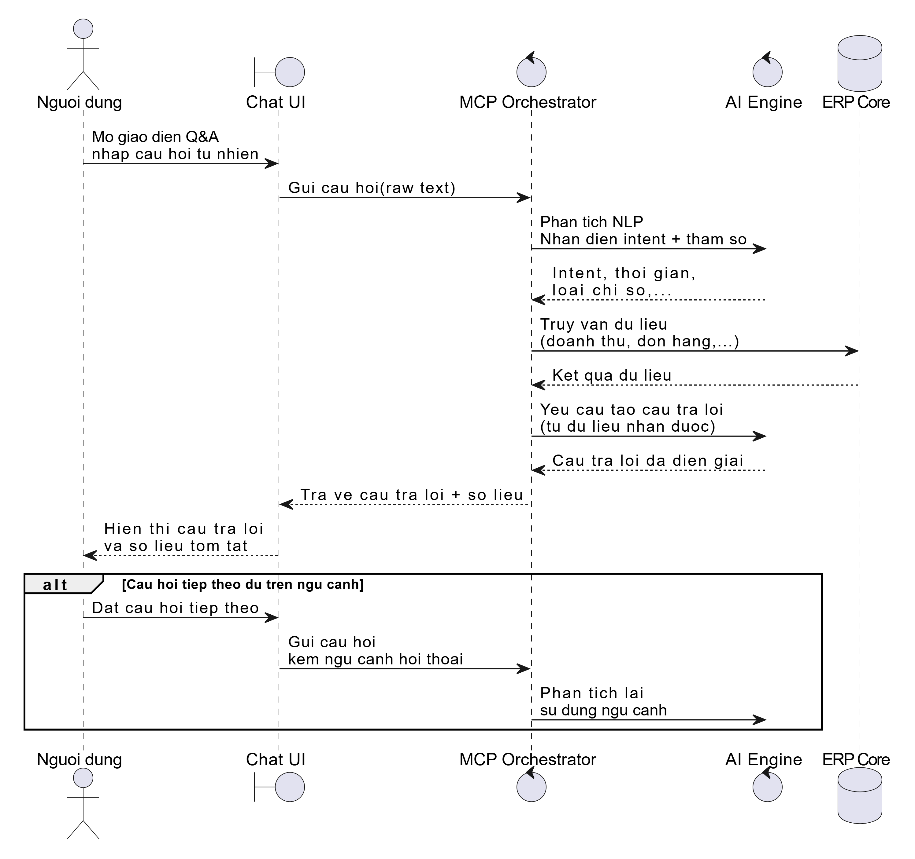 Nguoi dung
Chat UI
MCP Orchestrator
AI Engine
ERP Core
Mo giao dien Q&A
nhap cau hoi tu nhien
Gui cau hoi(raw text)
Phan tich NLP
Nhan dien intent + tham so
Intent, thoi gian,
loai chi so,...
Truy van du lieu
(doanh thu, don hang,...)
Ket qua du lieu
Yeu cau tao cau tra loi
(tu du lieu nhan duoc)
Cau tra loi da dien giai
Tra ve cau tra loi + so lieu
Hien thi cau tra loi
va so lieu tom tat
alt
[Cau hoi tiep theo du tren ngu canh]
Dat cau hoi tiep theo
Gui cau hoi
kem ngu canh hoi thoai
Phan tich lai
su dung ngu canh
Nguoi dung
Chat UI
MCP Orchestrator
AI Engine
ERP Core